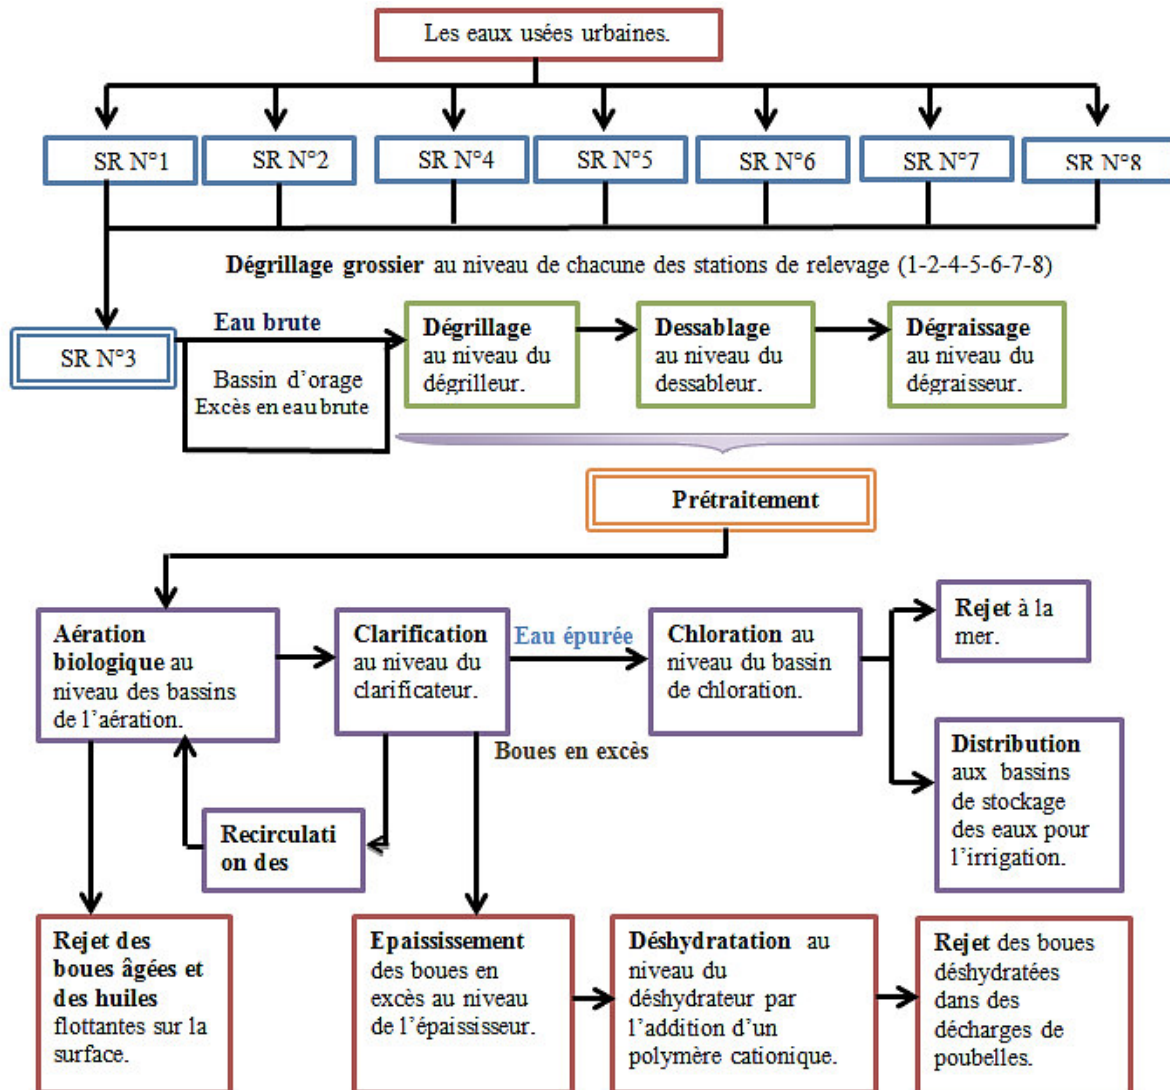 Les eaux usées urbaines.
SR N°1
SR N°2
SR N°4
SR N°5
SR N°6
SR N°7
SR N°8
Dégrillage grossier au niveau de chacune des stations de relevage (1-2-4-5-6-7-8)
SR N°3
Eau brute
Bassin d'orage
Excès en eau brute
Dégrillage
au niveau du
dégrilleur.
Dessablage
au niveau du
dessableur.
Dégraissage
au niveau du
dégraisseur.
Prétraitement
Aération
biologique au
niveau des bassins
de l'aération.
Clarification
au niveau du
clarificateur.
Eau épurée
Chloration au
niveau du bassin
de chloration.
Rejet à la
mer.
Distribution
aux bassins
de stockage
des eaux pour
l'irrigation.
Boues en excès
Recirculati
on des
Rejet des
boues âgées et
des huiles
flottantes sur la
surface.
Epaississement
des boues en
excès au niveau
de l'épaississeur.
Déshydratation au
niveau du
déshydrateur par
l'addition d'un
polymère cationique.
Rejet des boues
déshydratées
dans des
décharges de
poubelles.